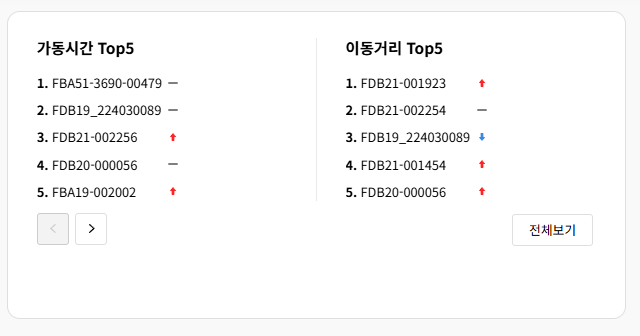 가동시간 Top5
1. FBA51-3690-00479
2. FDB19_224030089
3. FDB21-002256
4. FDB20-000056
5. FBA19-002002
이동거리 Top5
1. FDB21-001923
2. FDB21-002254
3. FDB19_224030089
4. FDB21-001454
5. FDB20-000056
전체보기